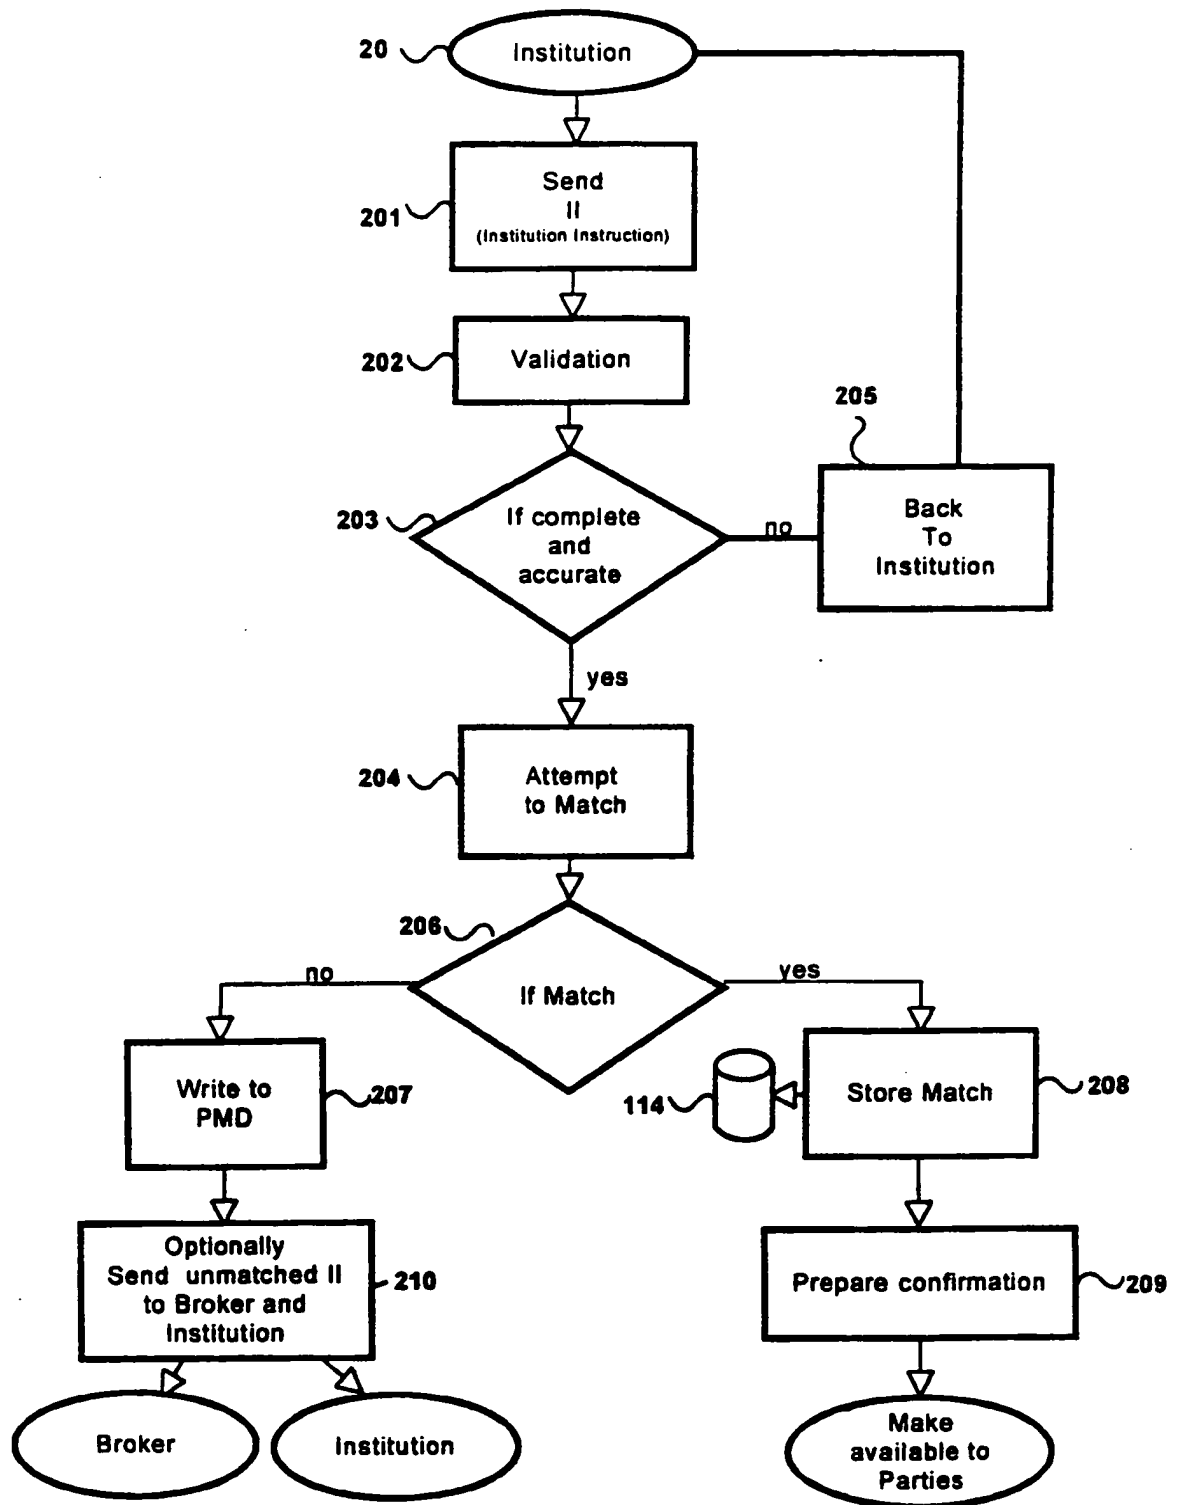 20
Institution
Send
II
(Institution Instruction)
201
Validation
202
205
203
If complete
and
accurate
no
Back
To
Institution
yes
204
Attempt
to Match
206
no
If Match
yes
Write to
PMD
207
114
Store Match
208
Optionally
Send unmatched II
to Broker and
Institution
210
Prepare confirmation
209
Broker
Institution
Make
available to
Parties